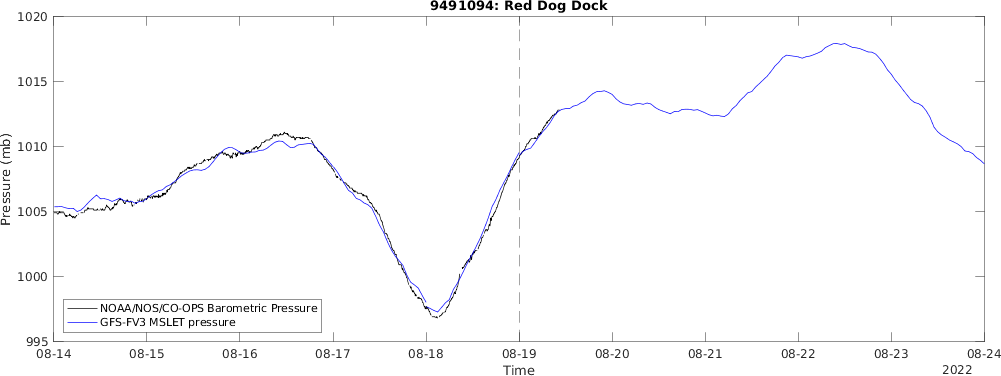 9491094: Red Dog Dock
1020
1015
1010
1005
1000
995
Pressure (mb)
NOAA/NOS/CO-OPS Barometric Pressure
GFS-FV3 MSLET pressure
08-14 08-15 08-16 08-17 08-18 08-19 08-20 08-21 08-22 08-23 08-24
Time
2022